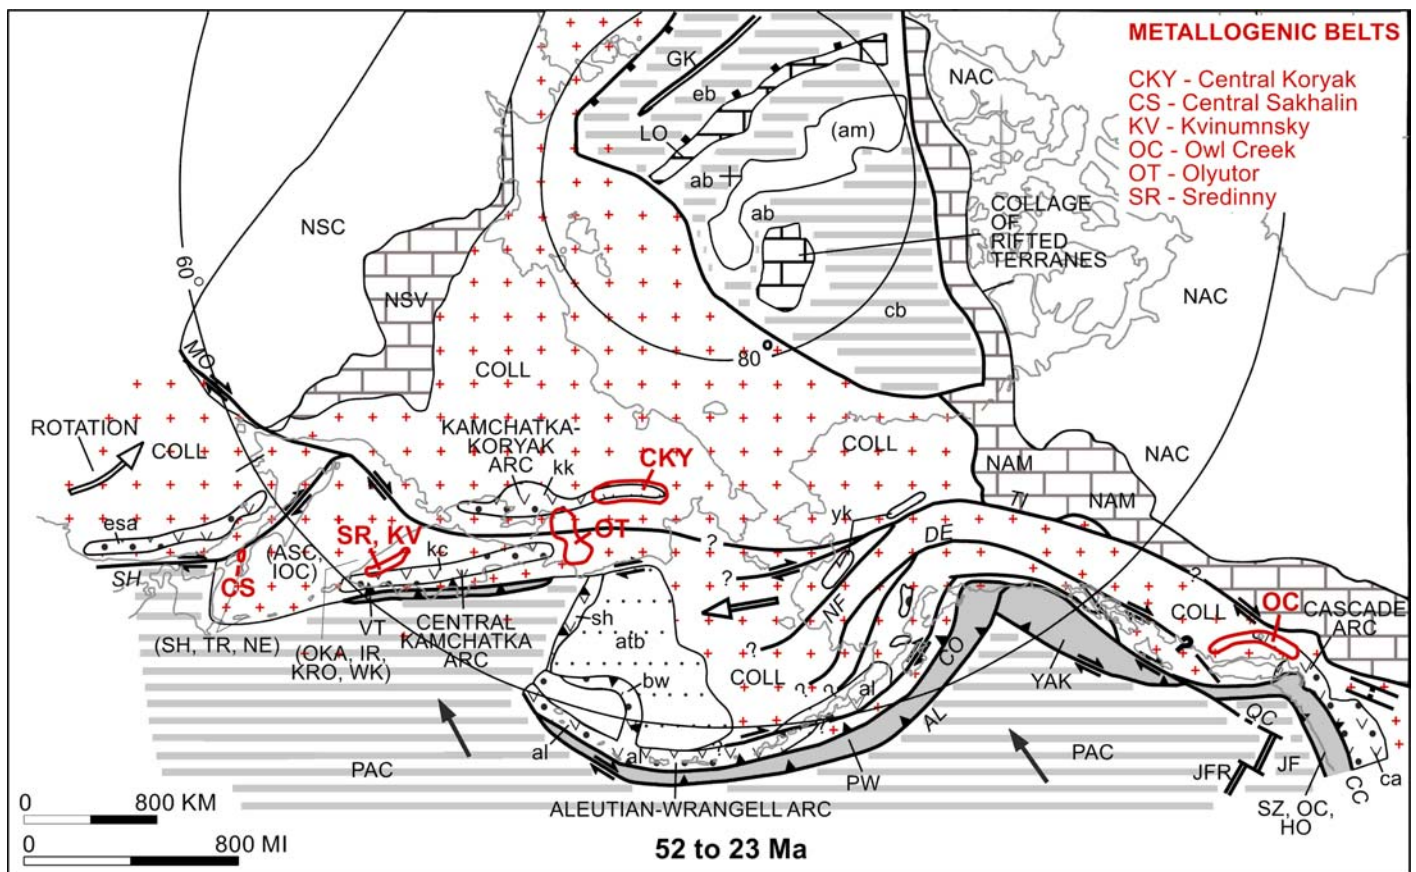 METALLOGENIC BELTS
CKY - Central Koryak
CS - Central Sakhalin
KV - Kvinumnsky
OC - Owl Creek
OT - Olyutor
SR - Sredinny
GK
eb
LO
(am)
ab
ab
cb
NAC
COLLAGE
OF
RIFTED
TERRANES
NAC
NSC
NSV
60°
80°
MO
COLL
COLL
NAM
NAC
NAM
ROTATION
COLL
KAMCHATKA-
KORYAK
ARC
kk
CKY
OT
yk
TI
DE
esa
SH
CS
(ASC,
IOC)
SR, KV
kc
?
?
?
?
?
?
?
?
NF
COLL
OC
CASCADE
ARC
(SH, TR, NE)
VT
(OKA, IR,
KRO, WK)
CENTRAL
KAMCHATKA
ARC
sh
atb
bw
COLL
al
CO
AL
YAK
QC
al
al
PAC
PW
PAC
JFR
JF
CC
ca
SZ, OC,
HO
ALEUTIAN-WRANGELL ARC
0 800 KM
0 800 MI
52 to 23 Ma